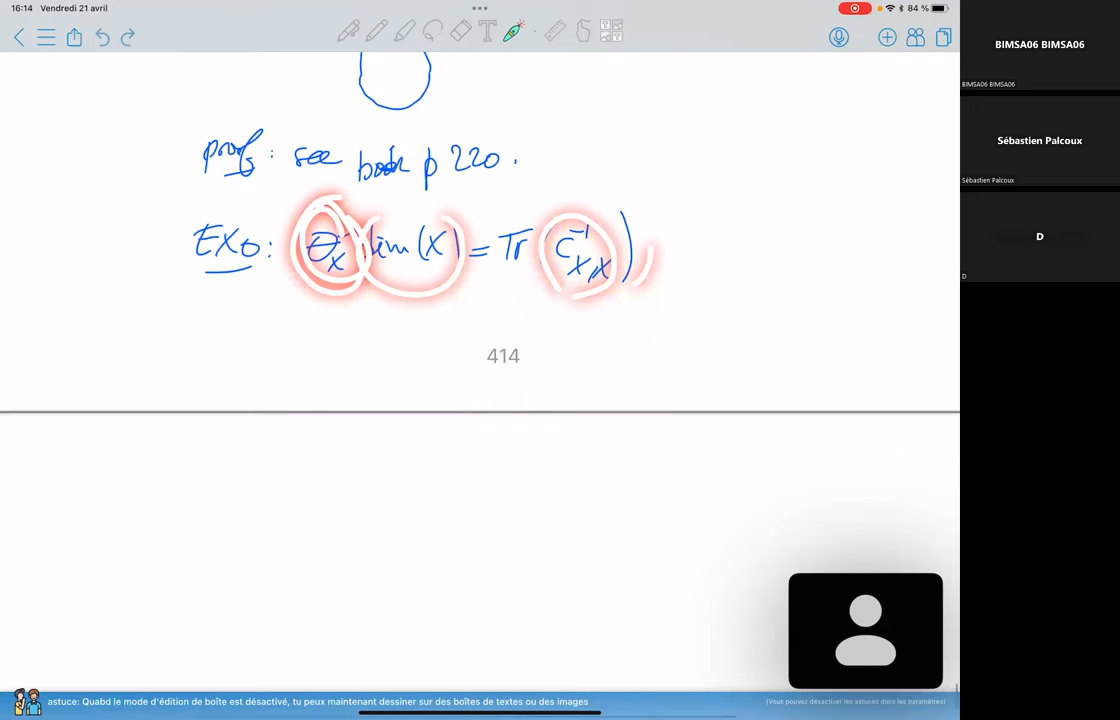 16:14 Vendredi 21 avril
84 %
BIMSA06 BIMSA06
BIMSA06 BIMSA06
proof : see book p 220 .
Sébastien Palcoux
Sébastien Palcoux
EXO : θ_X dim(X) = Tr(c⁻¹_{X,X})
D
D
414
astuce: Quabd le mode d'édition de boîte est désactivé, tu peux maintenant dessiner sur des boîtes de textes ou des images
(Vous pouvez désactiver les astuces dans les paramètres)